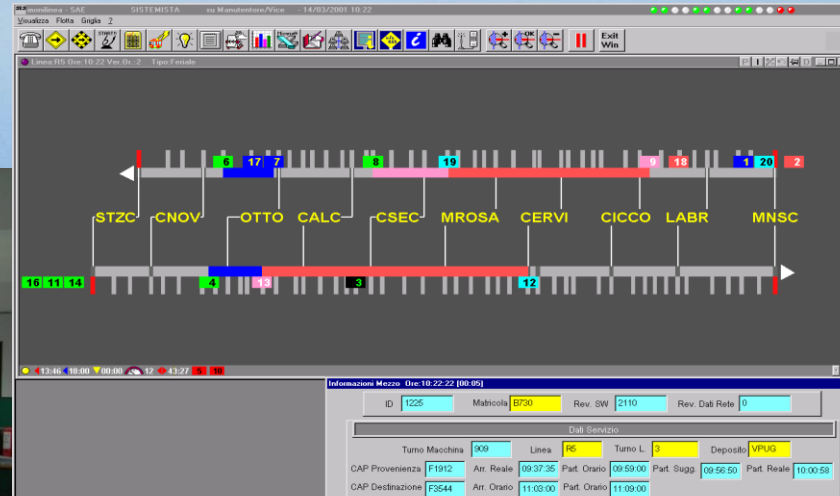 minilinea - SAE SISTEMISTA su Manutentore/Vice - 14/03/2001 10:22
Visualizza Flotta Griglia ?
Exit Win
Linea:R5 Ore:10:22 Ver.Or.:2 Tipo:Feriale
6 17 7 8 19 9 18 1 20 2
STZC CNOV OTTO CALC CSEC MROSA CERVI CICCO LABR MNSC
16 11 14 4 13 3 12
13:46 18:00 00:00 12 43:27 5 10
Informazioni Mezzo Ore:10:22:22 [00:05]
ID 1225 Matricola B730 Rev. SW 2110 Rev. Dati Rete 0
Dati Servizio
Turno Macchina 909 Linea R5 Turno L. 3 Deposito VPUG
CAP Provenienza F1912 Arr. Reale 09:37:35 Part. Orario 09:59:00 Part. Sugg. 09:56:50 Part. Reale 10:00:58
CAP Destinazione F3544 Arr. Orario 11:03:00 Part. Orario 11:09:00